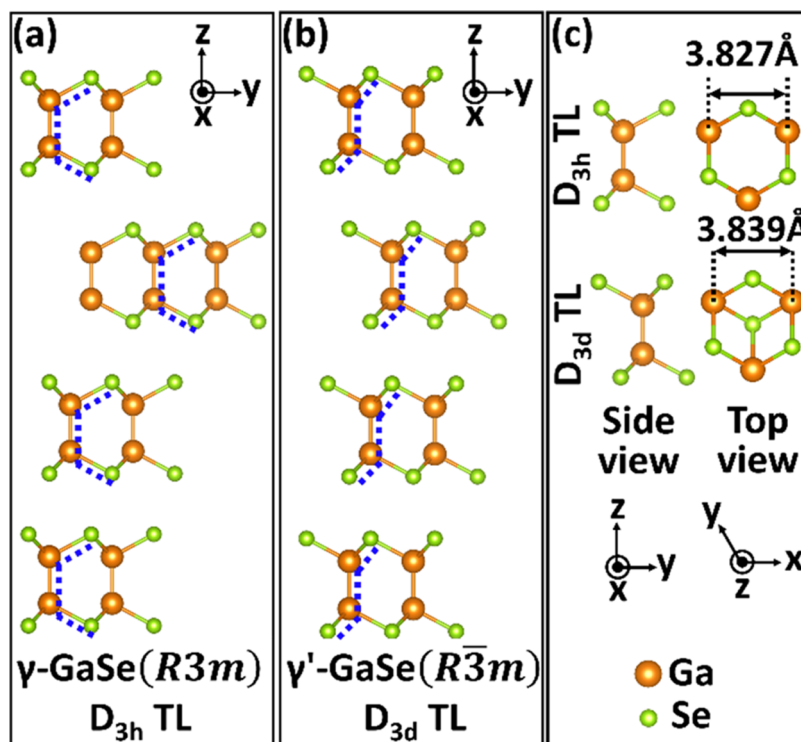 (a)
z
y
x
γ-GaSe(R3m)
D3h TL
(b)
z
y
x
γ'-GaSe(R3̅m)
D3d TL
(c)
3.827Å
D3h TL
3.839Å
D3d TL
Side view
Top view
z
y
x
y
x
z
Ga
Se